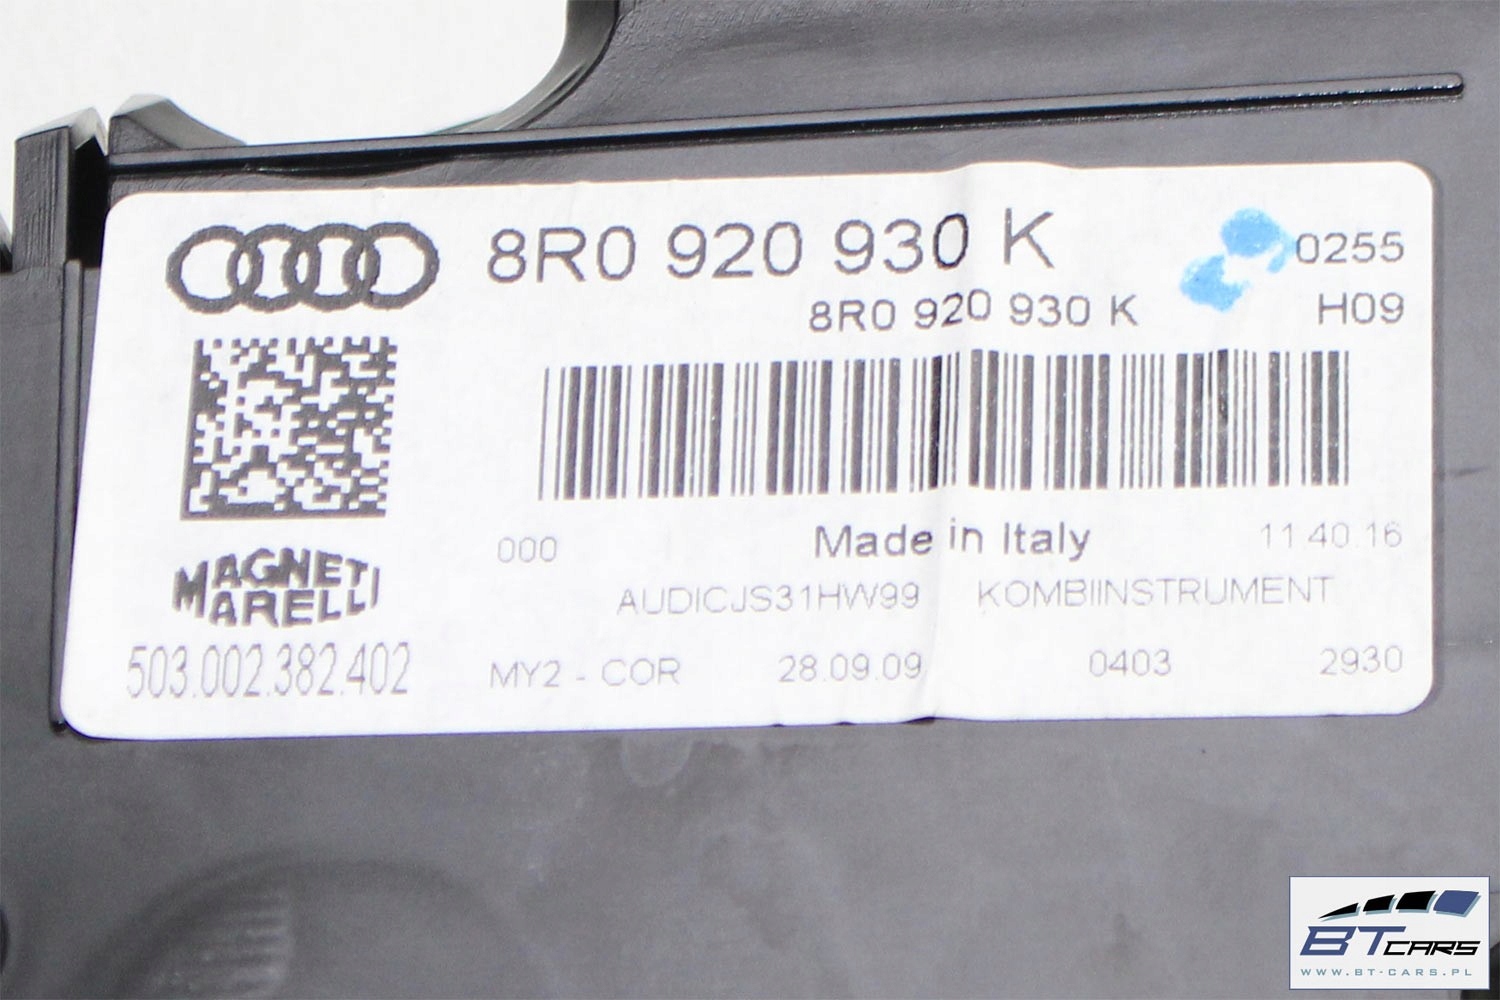 8R0 920 930 K 0255
8R0 920 930 K H09
000 Made in Italy 11.40.16
MAGNETI
MARELLI
AUDICJS31HW99 KOMBIINSTRUMENT
503.002.382.402
MY2 - COR 28.09.09 0403 2930
BT CARS
WWW.BT-CARS.PL